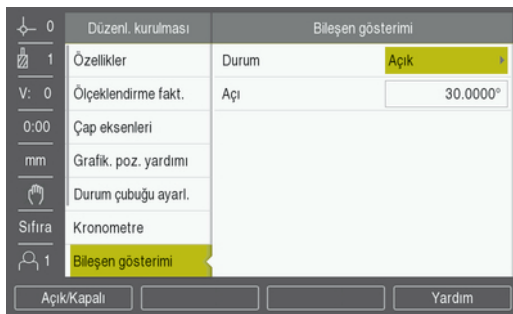 0
Düzenl. kurulması
Bileşen gösterimi
1
Özellikler
Durum
Açık
V: 0
Ölçeklendirme fakt.
Açı
30.0000°
0:00
Çap eksenleri
mm
Grafik. poz. yardımı
Durum çubuğu ayarl.
Sıfıra
Kronometre
1
Bileşen gösterimi
Açık/Kapalı
Yardım